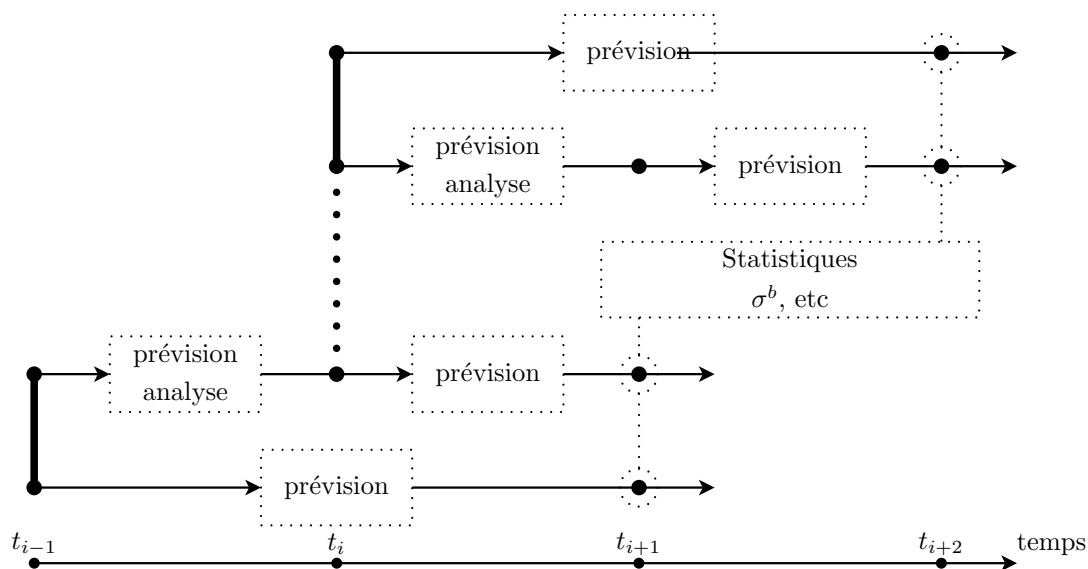 prévision
prévision
analyse
prévision
Statistiques
σ^b, etc
prévision
analyse
prévision
prévision
t_{i−1}
t_i
t_{i+1}
t_{i+2}
temps